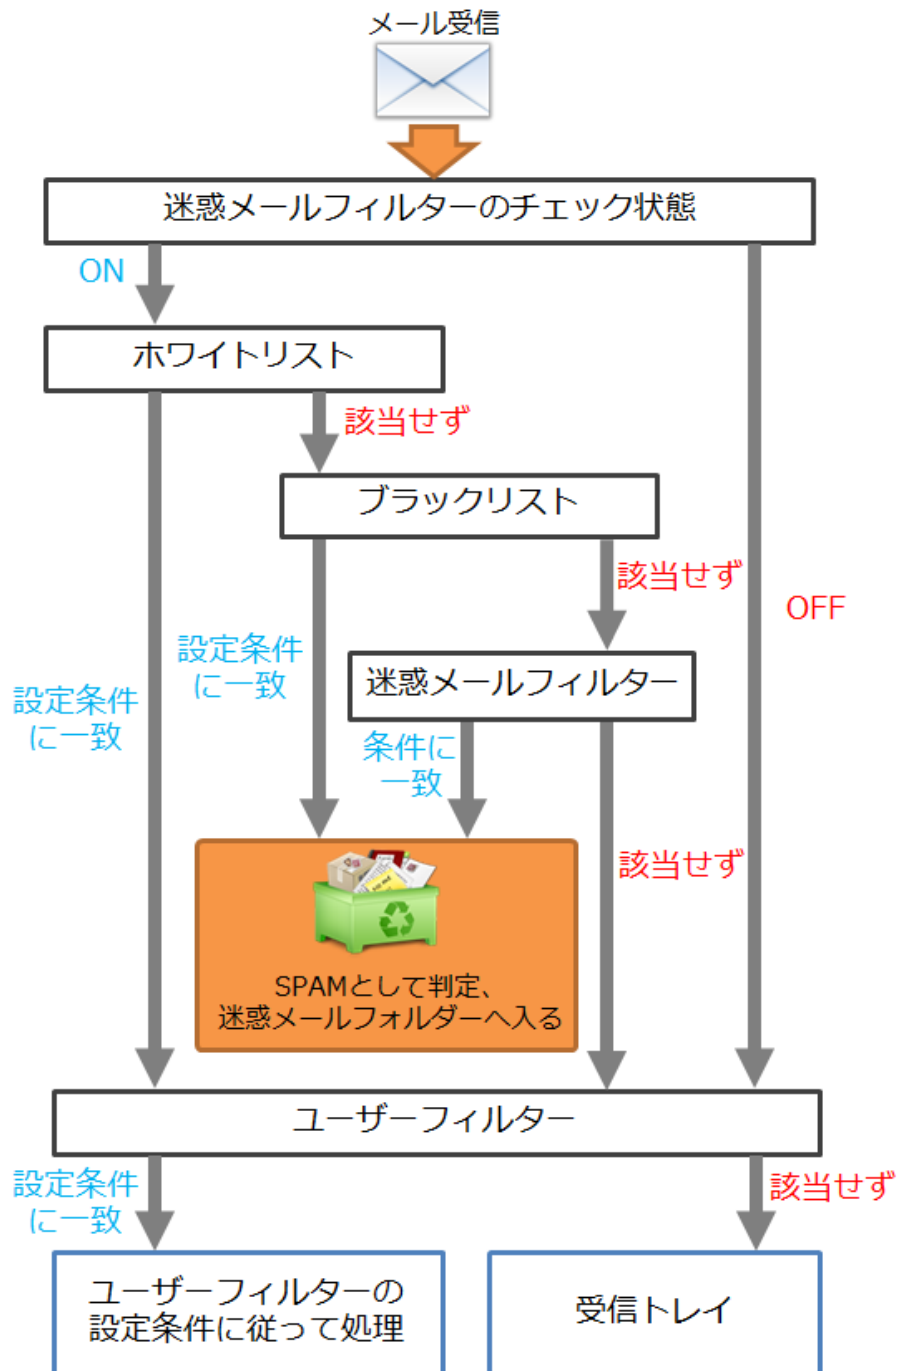 メール受信
迷惑メールフィルターのチェック状態
ON
ホワイトリスト
該当せず
ブラックリスト
該当せず
OFF
設定条件
に一致
迷惑メールフィルター
設定条件
に一致
条件に
一致
該当せず
SPAMとして判定、
迷惑メールフォルダーへ入る
ユーザーフィルター
設定条件
に一致
該当せず
ユーザーフィルターの
設定条件に従って処理
受信トレイ